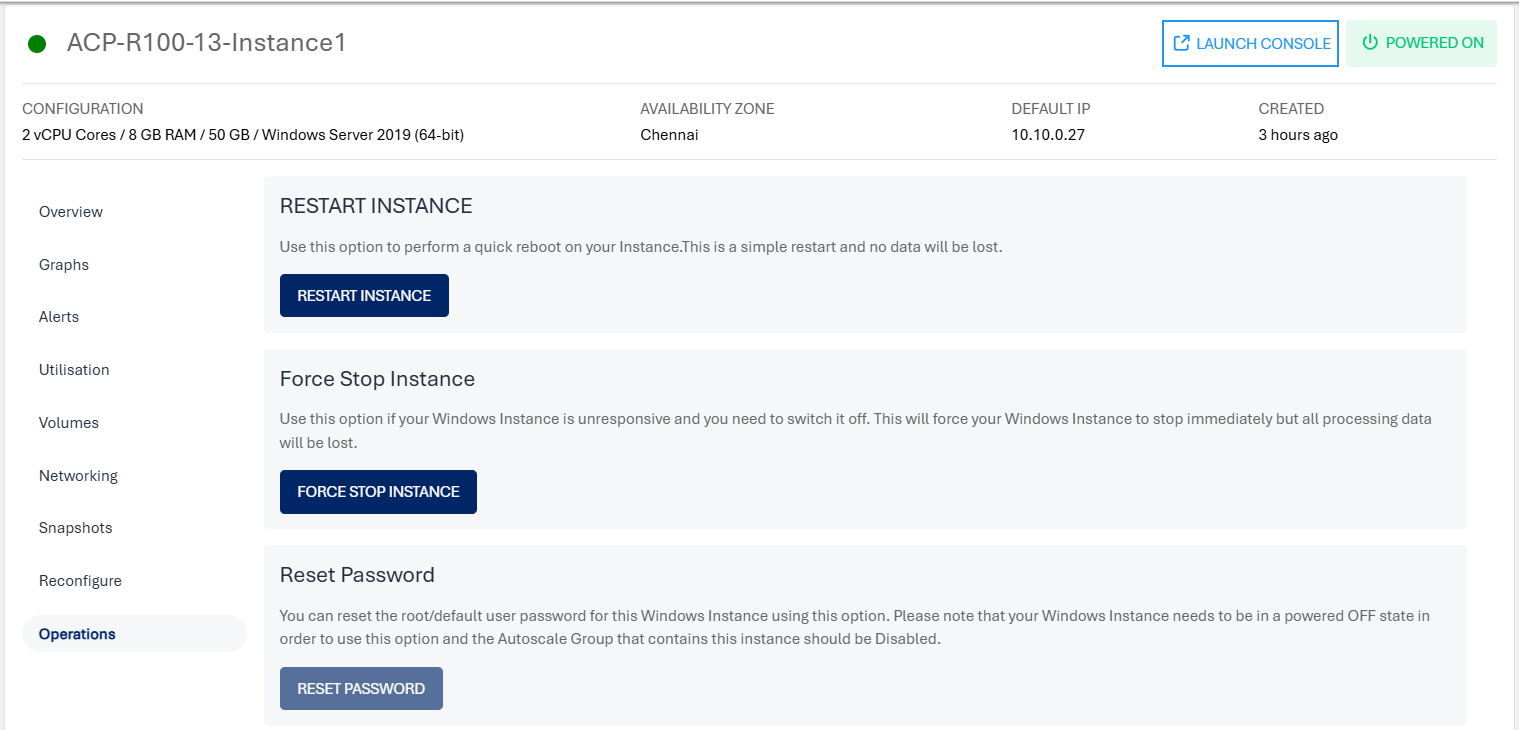 ACP-R100-13-Instance1
LAUNCH CONSOLE
POWERED ON
CONFIGURATION
2 vCPU Cores / 8 GB RAM / 50 GB / Windows Server 2019 (64-bit)
AVAILABILITY ZONE
Chennai
DEFAULT IP
10.10.0.27
CREATED
3 hours ago
Overview
Graphs
Alerts
Utilisation
Volumes
Networking
Snapshots
Reconfigure
Operations
RESTART INSTANCE
Use this option to perform a quick reboot on your Instance.This is a simple restart and no data will be lost.
RESTART INSTANCE
Force Stop Instance
Use this option if your Windows Instance is unresponsive and you need to switch it off. This will force your Windows Instance to stop immediately but all processing data
will be lost.
FORCE STOP INSTANCE
Reset Password
You can reset the root/default user password for this Windows Instance using this option. Please note that your Windows Instance needs to be in a powered OFF state in
order to use this option and the Autoscale Group that contains this instance should be Disabled.
RESET PASSWORD